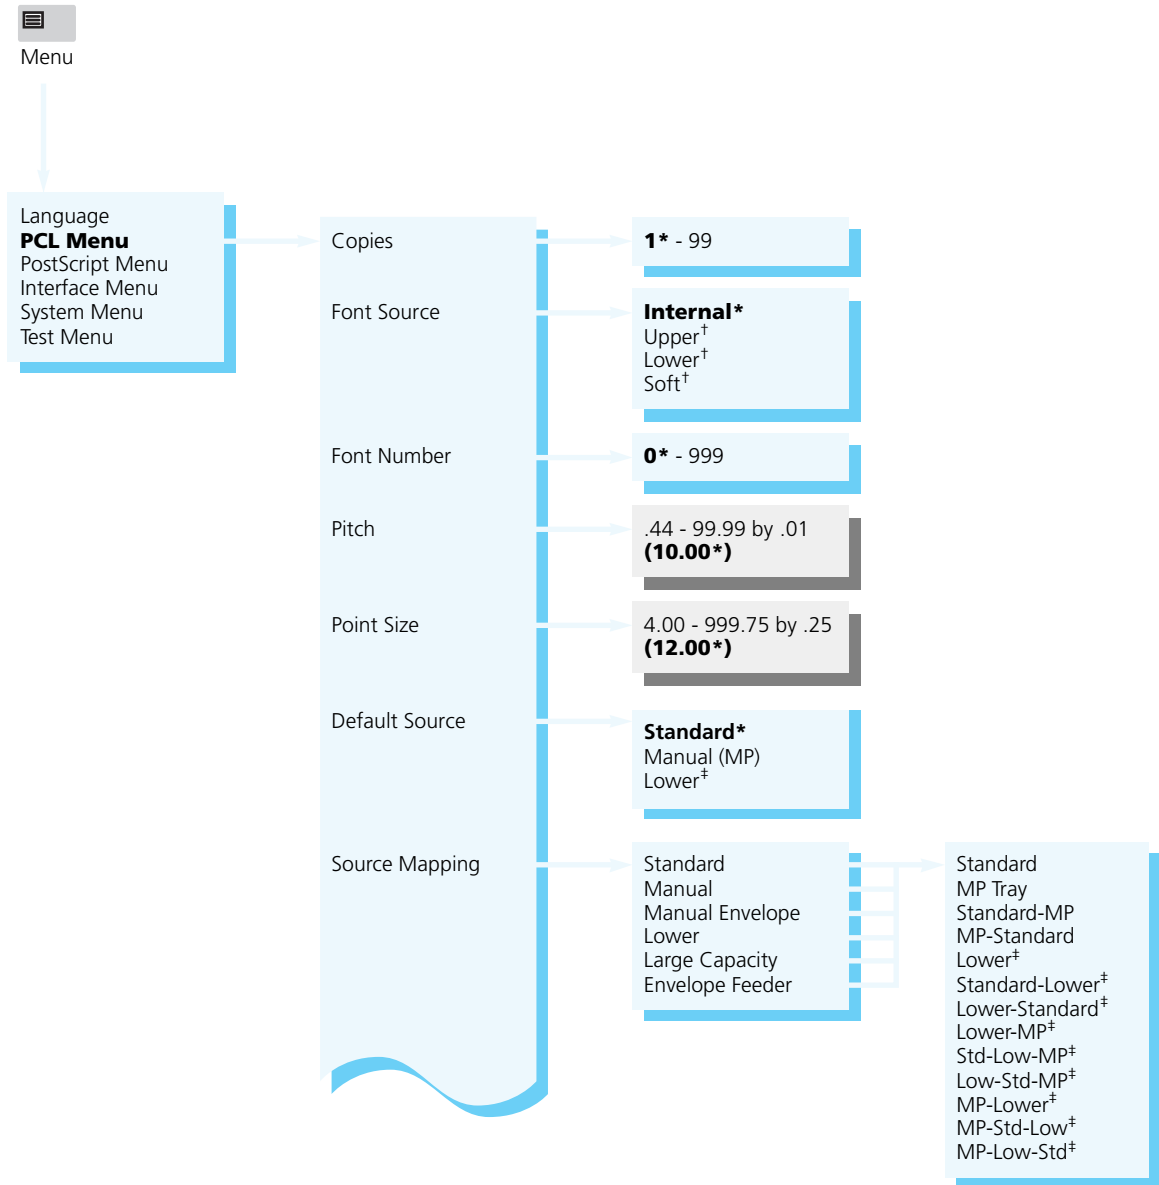 Menu
Language
PCL Menu
PostScript Menu
Interface Menu
System Menu
Test Menu
Copies
1* - 99
Font Source
Internal*
Upper†
Lower†
Soft†
Font Number
0* - 999
Pitch
.44 - 99.99 by .01
(10.00*)
Point Size
4.00 - 999.75 by .25
(12.00*)
Default Source
Standard*
Manual (MP)
Lower‡
Source Mapping
Standard
Manual
Manual Envelope
Lower
Large Capacity
Envelope Feeder
Standard
MP Tray
Standard-MP
MP-Standard
Lower‡
Standard-Lower‡
Lower-Standard‡
Lower-MP‡
Std-Low-MP‡
Low-Std-MP‡
MP-Lower‡
MP-Std-Low‡
MP-Low-Std‡